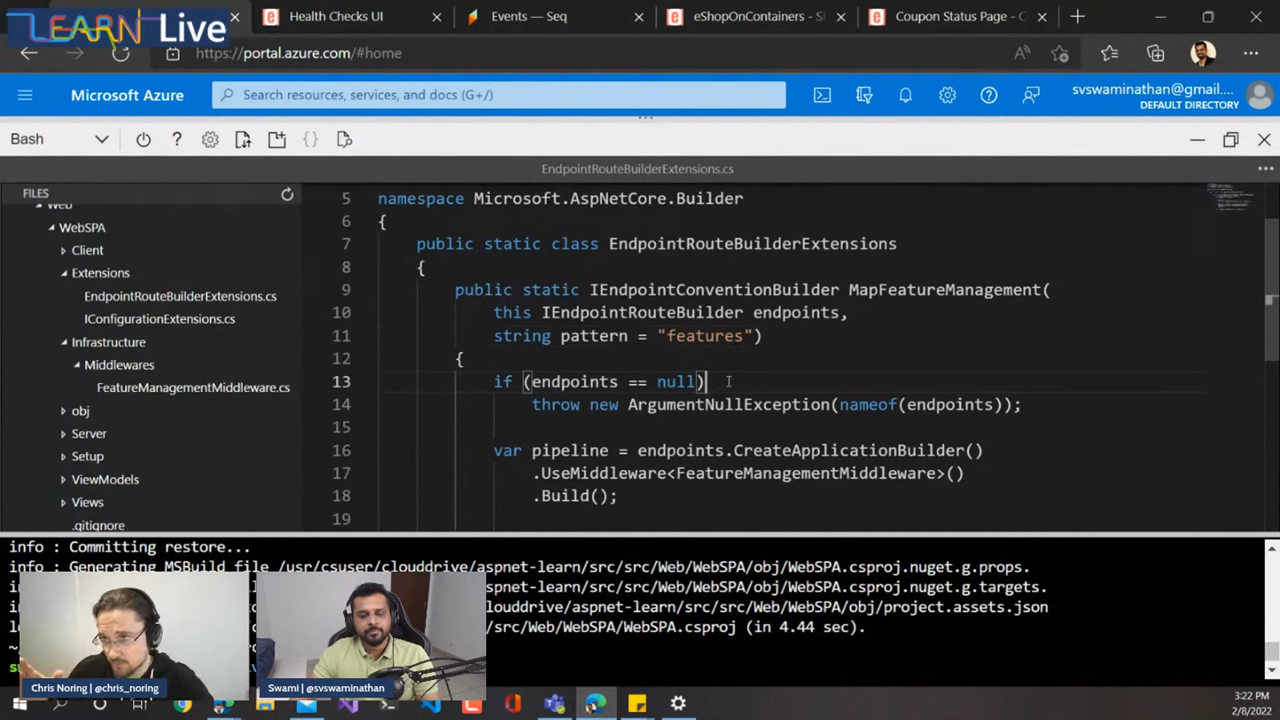 LEARN Live
Health Checks UI
Events — Seq
eShopOnContainers - S
Coupon Status Page - C
https://portal.azure.com/#home
Microsoft Azure
Search resources, services, and docs (G+/)
svswaminathan@gmail....
DEFAULT DIRECTORY
Bash
EndpointRouteBuilderExtensions.cs
FILES
Web
WebSPA
Client
Extensions
EndpointRouteBuilderExtensions.cs
IConfigurationExtensions.cs
Infrastructure
Middlewares
FeatureManagementMiddleware.cs
obj
Server
Setup
ViewModels
Views
.gitignore
5 namespace Microsoft.AspNetCore.Builder
6 {
7 public static class EndpointRouteBuilderExtensions
8 {
9 public static IEndpointConventionBuilder MapFeatureManagement(
10 this IEndpointRouteBuilder endpoints,
11 string pattern = "features")
12 {
13 if (endpoints == null)
14 throw new ArgumentNullException(nameof(endpoints));
15
16 var pipeline = endpoints.CreateApplicationBuilder()
17 .UseMiddleware<FeatureManagementMiddleware>()
18 .Build();
19
info : Committing restore...
info : Generating MSBuild file /usr/csuser/clouddrive/aspnet-learn/src/src/Web/WebSPA/obj/WebSPA.csproj.nuget.g.props.
clouddrive/aspnet-learn/src/src/Web/WebSPA/obj/WebSPA.csproj.nuget.g.targets.
clouddrive/aspnet-learn/src/src/Web/WebSPA/obj/project.assets.json
/src/Web/WebSPA/WebSPA.csproj (in 4.44 sec).
Chris Noring | @chris_noring
Swami | @svswaminathan
3:22 PM
2/8/2022